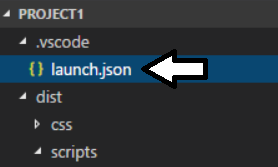 PROJECT1
.vscode
{} launch.json
dist
css
scripts